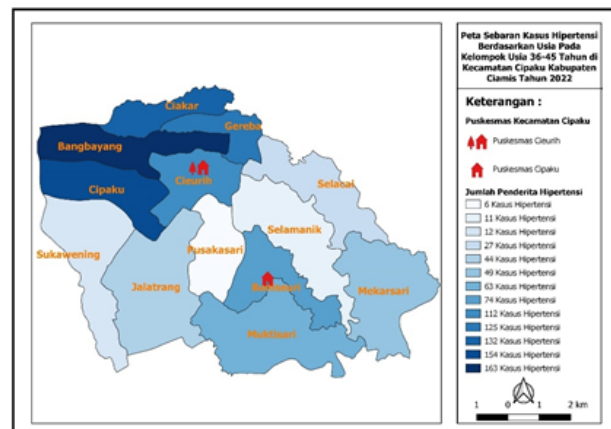 Peta Sebaran Kasus Hipertensi
Berdasarkan Usia Pada
Kelompok Usia 36-45 Tahun di
Kecamatan Cipaku Kabupaten
Ciamis Tahun 2022
Keterangan :
Puskesmas Kecamatan Cipaku
Puskesmas Cieurih
Puskesmas Cipaku
Jumlah Penderita Hipertensi
6 Kasus Hipertensi
11 Kasus Hipertensi
12 Kasus Hipertensi
27 Kasus Hipertensi
44 Kasus Hipertensi
49 Kasus Hipertensi
63 Kasus Hipertensi
74 Kasus Hipertensi
112 Kasus Hipertensi
125 Kasus Hipertensi
132 Kasus Hipertensi
154 Kasus Hipertensi
163 Kasus Hipertensi
1 0 1 2 km
Ciakar
Gereba
Bangbayang
Cieurih
Cipaku
Selacai
Selamanik
Sukawening
Pusakasari
Jalatrang
Mekarsari
Muktisari